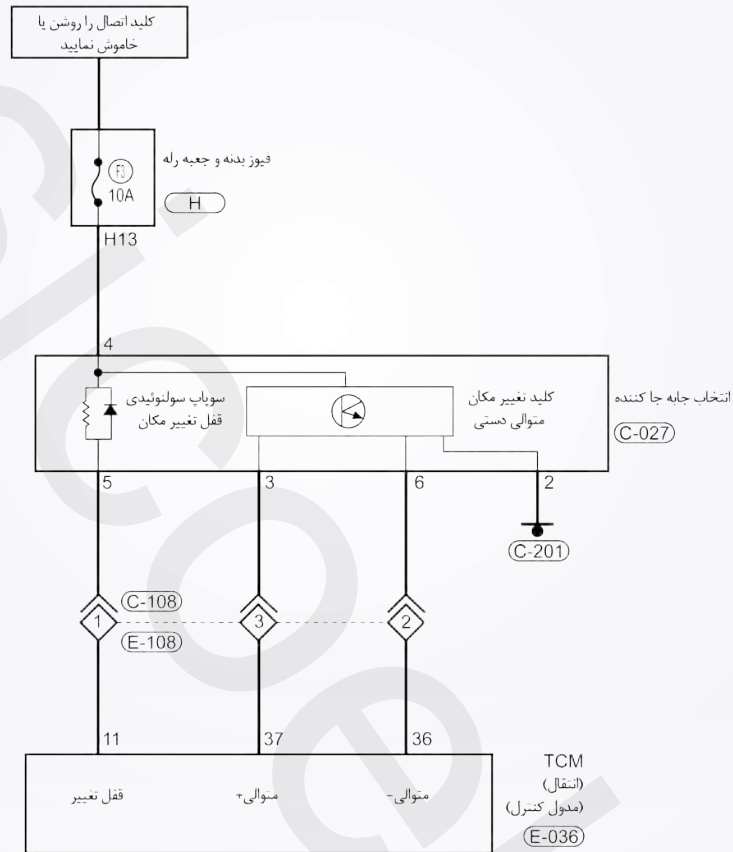 کلید اتصال را روشن یا
خاموش نمایید
F3
10A
فیوز بدنه و جعبه رله
H
H13
4
سوپاپ سولنوئیدی
قفل تغییر مکان
کلید تغییر مکان
متوالی دستی
انتخاب جابه جا کننده
C-027
5
3
6
2
C-201
C-108
1
3
2
E-108
11
37
36
قفل تغییر
متوالی+
متوالی-
TCM
(انتقال)
(مدول کنترل)
E-036